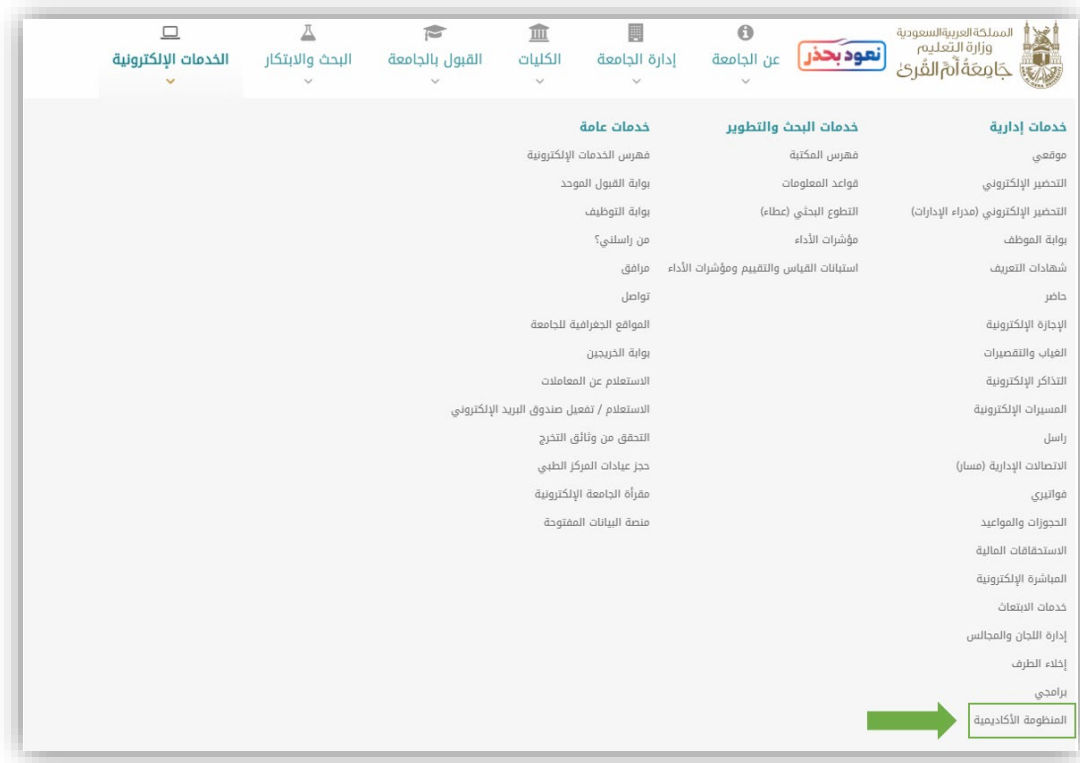 المملكة العربية السعودية
وزارة التعليم
جَامِعَةُ أُمِّ القُرَىٰ
نعود بحذر
عن الجامعة
إدارة الجامعة
الكليات
القبول بالجامعة
البحث والابتكار
الخدمات الإلكترونية
خدمات إدارية
موقعي
التحضير الإلكتروني
التحضير الإلكتروني (مدراء الإدارات)
بوابة الموظف
شهادات التعريف
حاضر
الإجازة الإلكترونية
الغياب والتقصيرات
التذاكر الإلكترونية
المسيرات الإلكترونية
راسل
الاتصالات الإدارية (مسار)
فواتيري
الحجوزات والمواعيد
الاستحقاقات المالية
المباشرة الإلكترونية
خدمات الابتعاث
إدارة اللجان والمجالس
إخلاء الطرف
برامجي
المنظومة الأكاديمية
خدمات البحث والتطوير
فهرس المكتبة
قواعد المعلومات
التطوع البحثي (عطاء)
مؤشرات الأداء
استبانات القياس والتقييم ومؤشرات الأداء
خدمات عامة
فهرس الخدمات الإلكترونية
بوابة القبول الموحد
بوابة التوظيف
من راسلني؟
مرافق
تواصل
المواقع الجغرافية للجامعة
بوابة الخريجين
الاستعلام عن المعاملات
الاستعلام / تفعيل صندوق البريد الإلكتروني
التحقق من وثائق التخرج
حجز عيادات المركز الطبي
مقرأة الجامعة الإلكترونية
منصة البيانات المفتوحة